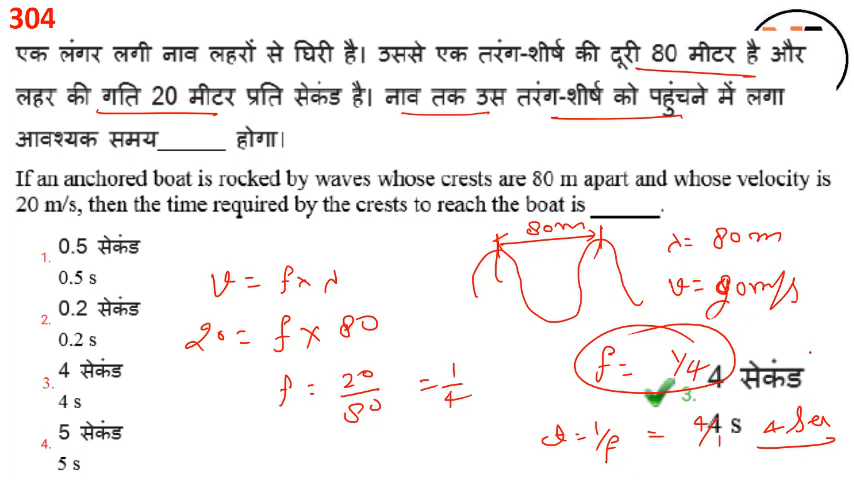 304
एक लंगर लगी नाव लहरों से घिरी है। उससे एक तरंग-शीर्ष की दूरी 80 मीटर है और
लहर की गति 20 मीटर प्रति सेकंड है। नाव तक उस तरंग-शीर्ष को पहुंचने में लगा
आवश्यक समय______ होगा।
If an anchored boat is rocked by waves whose crests are 80 m apart and whose velocity is
20 m/s, then the time required by the crests to reach the boat is ______.
1. 0.5 सेकंड
0.5 s
2. 0.2 सेकंड
0.2 s
3. 4 सेकंड
4 s
4. 5 सेकंड
5 s
v = f x λ
20 = f x 80
f = 20/80 = 1/4
80m
λ = 80m
v = 20m/s
f = 1/4
3. 4 सेकंड
4 s
t = 1/f = 4/1 4 Sec